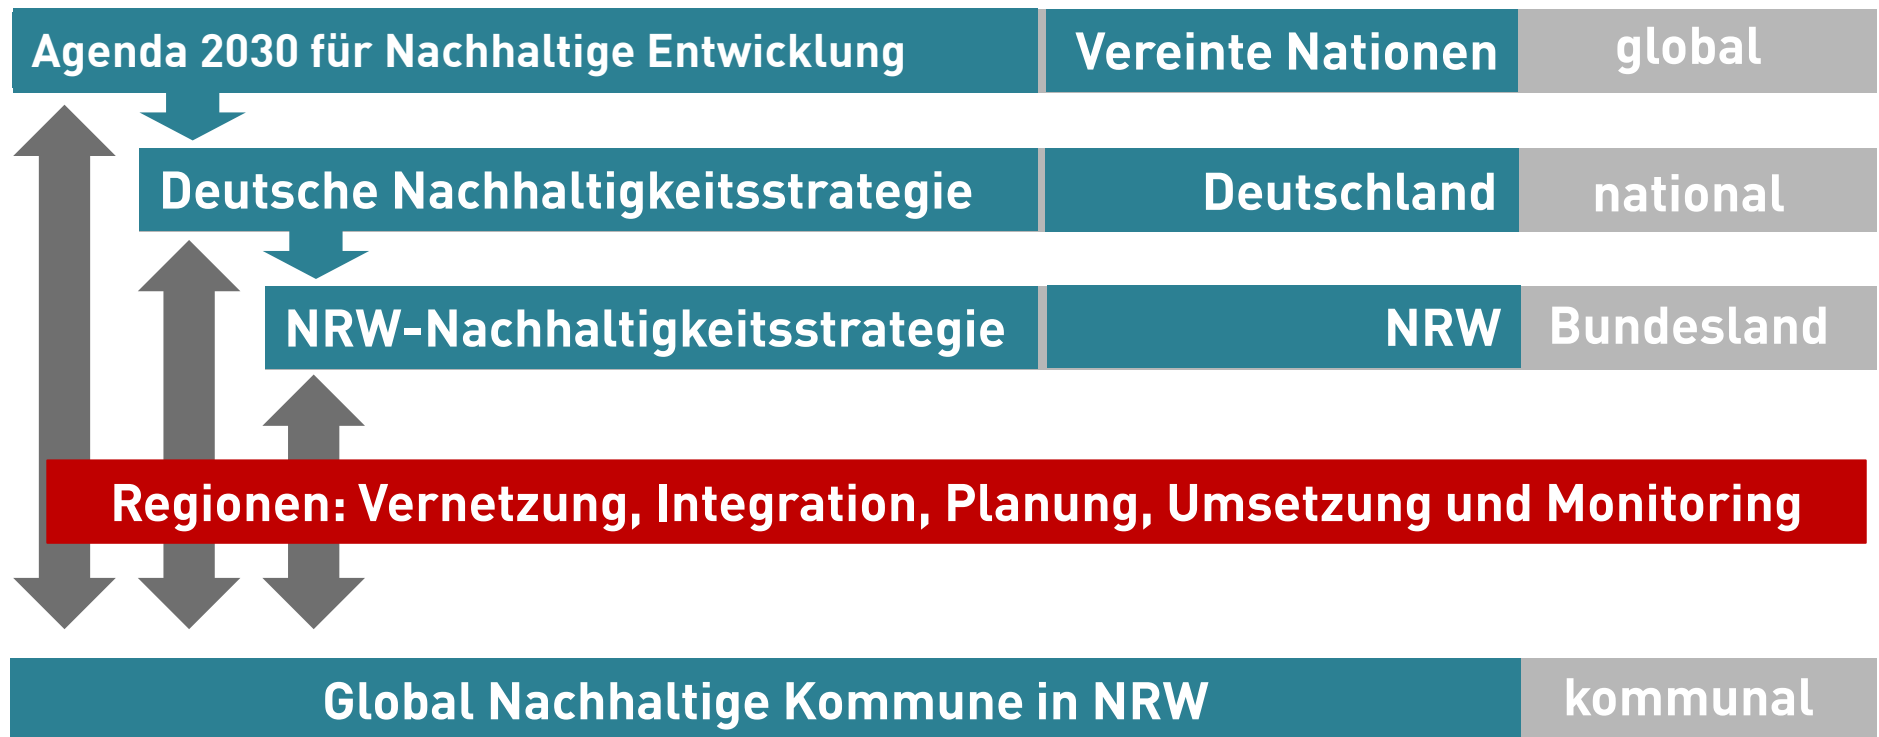 Agenda 2030 für Nachhaltige Entwicklung Vereinte Nationen global
Deutsche Nachhaltigkeitsstrategie Deutschland national
NRW-Nachhaltigkeitsstrategie NRW Bundesland
Regionen: Vernetzung, Integration, Planung, Umsetzung und Monitoring
Global Nachhaltige Kommune in NRW kommunal